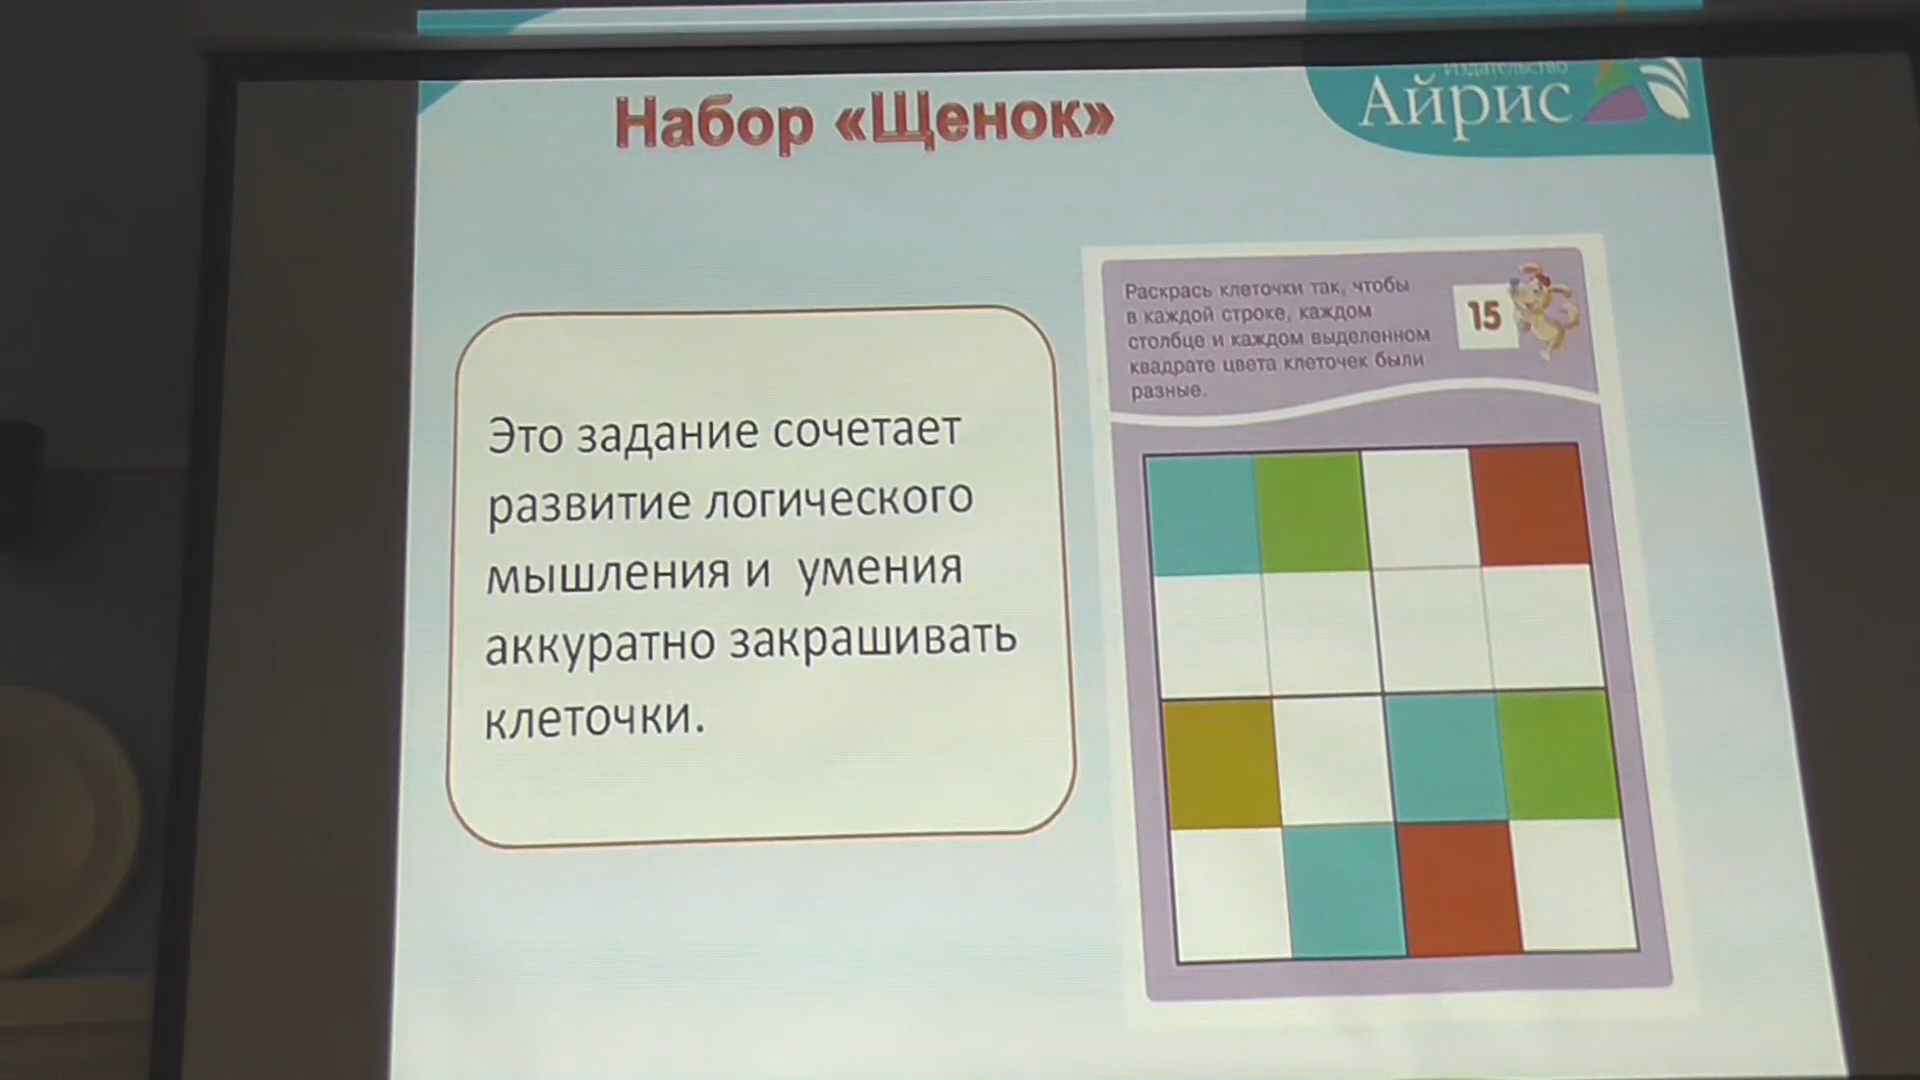 Издательство
Айрис
Набор «Щенок»
Это задание сочетает
развитие логического
мышления и умения
аккуратно закрашивать
клеточки.
Раскрась клеточки так, чтобы
в каждой строке, каждом
столбце и каждом выделенном
квадрате цвета клеточек были
разные.
15